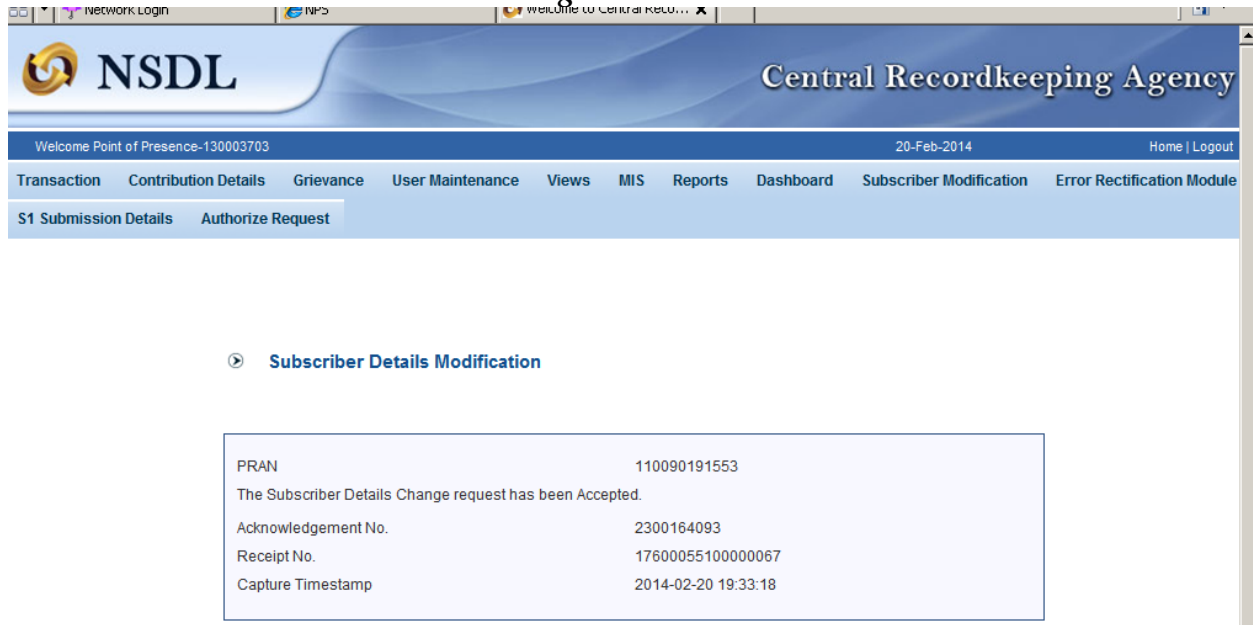 Network Login NPS Welcome to Central Reco...
NSDL
Central Recordkeeping Agency
Welcome Point of Presence-130003703 20-Feb-2014 Home | Logout
Transaction Contribution Details Grievance User Maintenance Views MIS Reports Dashboard Subscriber Modification Error Rectification Module
S1 Submission Details Authorize Request
Subscriber Details Modification
PRAN 110090191553
The Subscriber Details Change request has been Accepted.
Acknowledgement No. 2300164093
Receipt No. 17600055100000067
Capture Timestamp 2014-02-20 19:33:18